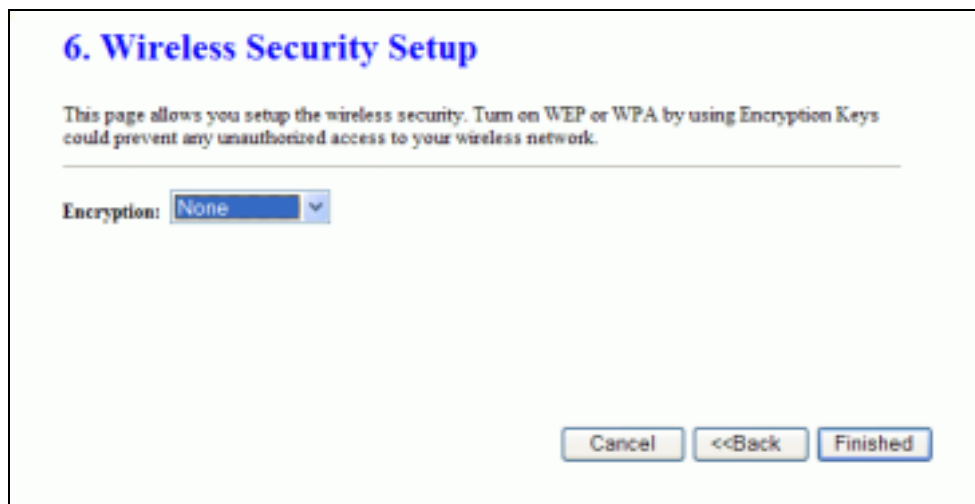 6. Wireless Security Setup
This page allows you setup the wireless security. Turn on WEP or WPA by using Encryption Keys
could prevent any unauthorized access to your wireless network.
Encryption: None
Cancel <<Back Finished